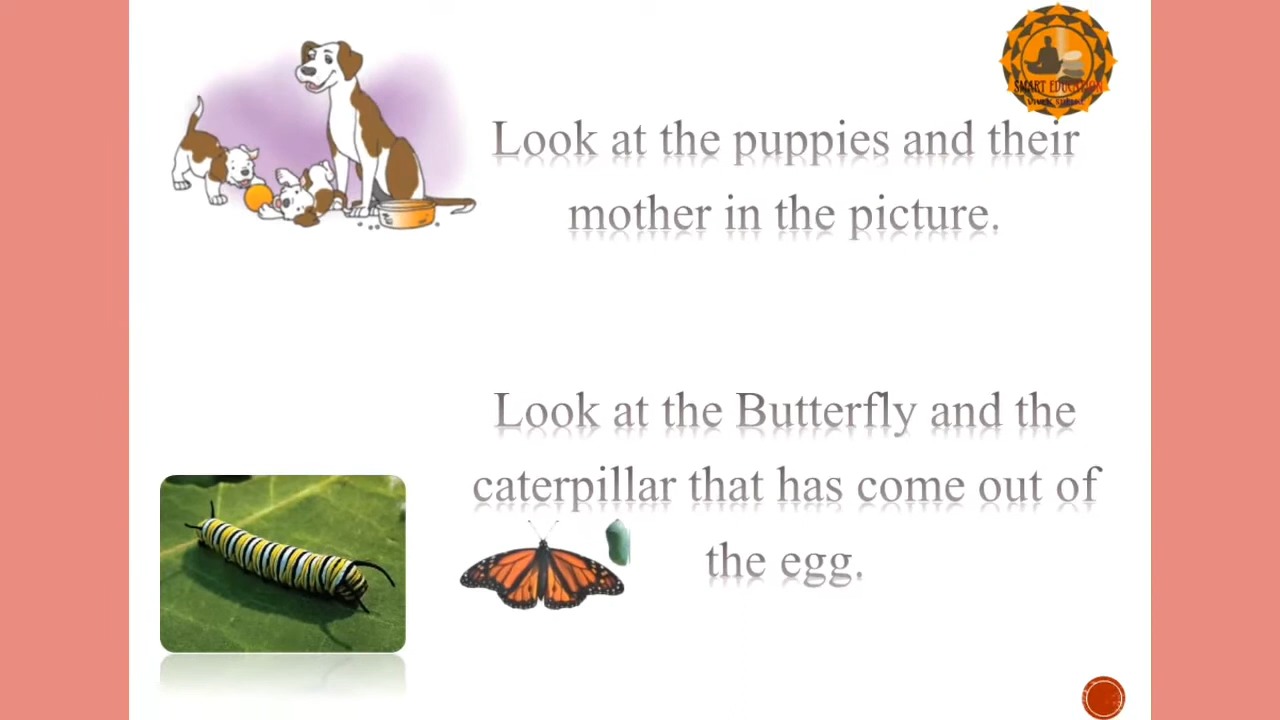 SMART EDUCATION
Look at the puppies and their
mother in the picture.
Look at the Butterfly and the
caterpillar that has come out of
the egg.